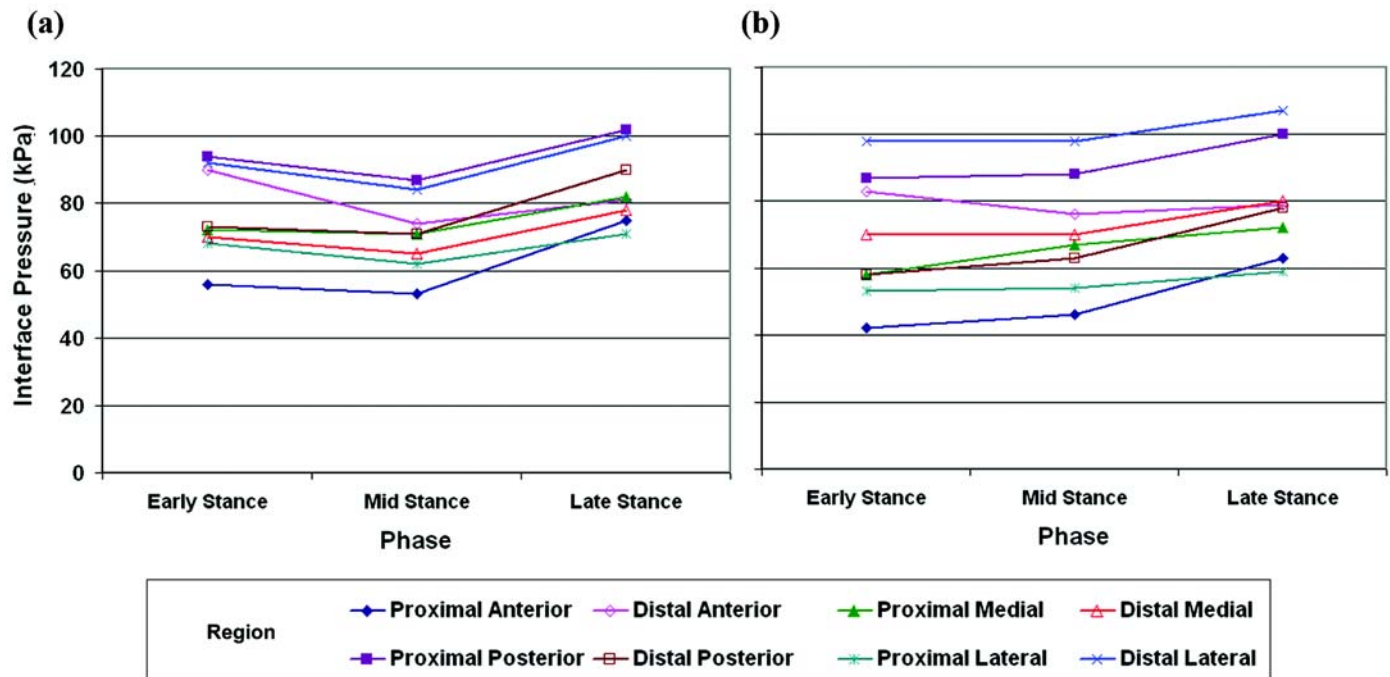 (a)
(b)
Interface Pressure (kPa)
120
100
80
60
40
20
0
Early Stance Mid Stance Late Stance
Phase
Early Stance Mid Stance Late Stance
Phase
Region
Proximal Anterior Distal Anterior Proximal Medial Distal Medial
Proximal Posterior Distal Posterior Proximal Lateral Distal Lateral